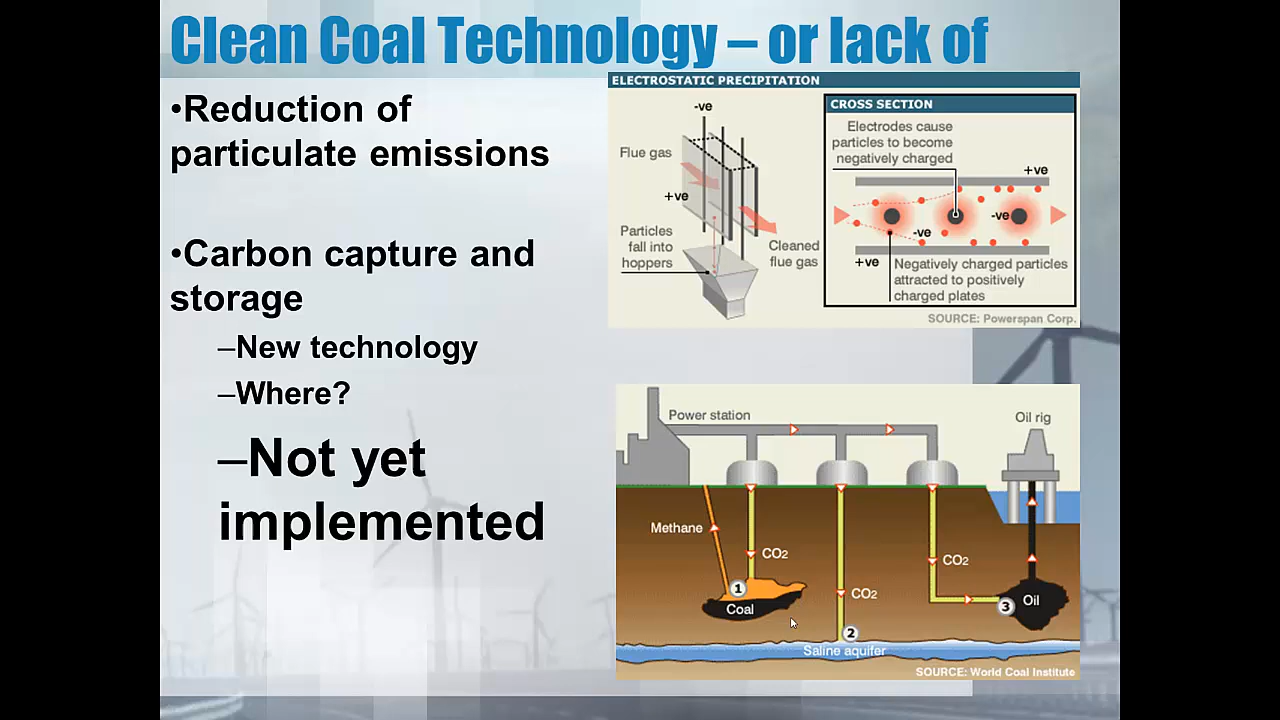 Clean Coal Technology – or lack of
•Reduction of
particulate emissions
•Carbon capture and
storage
–New technology
–Where?
–Not yet
implemented
ELECTROSTATIC PRECIPITATION
-ve
Flue gas
+ve
Particles
fall into
hoppers
Cleaned
flue gas
CROSS SECTION
Electrodes cause
particles to become
negatively charged
+ve
-ve
-ve
+ve
Negatively charged particles
attracted to positively
charged plates
SOURCE: Powerspan Corp.
Power station
Oil rig
Methane
CO2
CO2
CO2
1
Coal
2
Saline aquifer
3
Oil
SOURCE: World Coal Institute